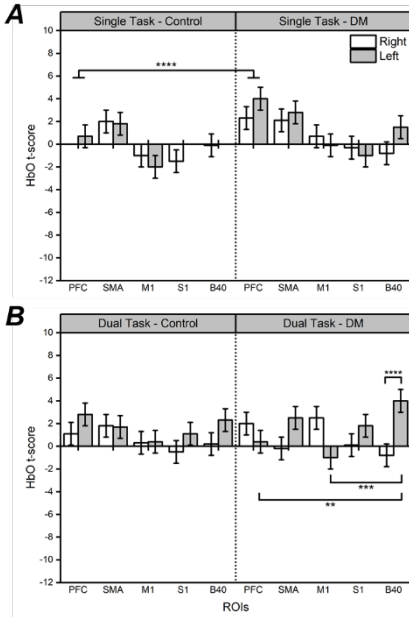 A
Single Task - Control
Single Task - DM
Right
Left
****
HbO t-score
10
8
6
4
2
0
-2
-4
-6
-8
-10
-12
PFC SMA M1 S1 B40 PFC SMA M1 S1 B40
B
Dual Task - Control
Dual Task - DM
****
***
**
HbO t-score
10
8
6
4
2
0
-2
-4
-6
-8
-10
-12
PFC SMA M1 S1 B40 PFC SMA M1 S1 B40
ROIs